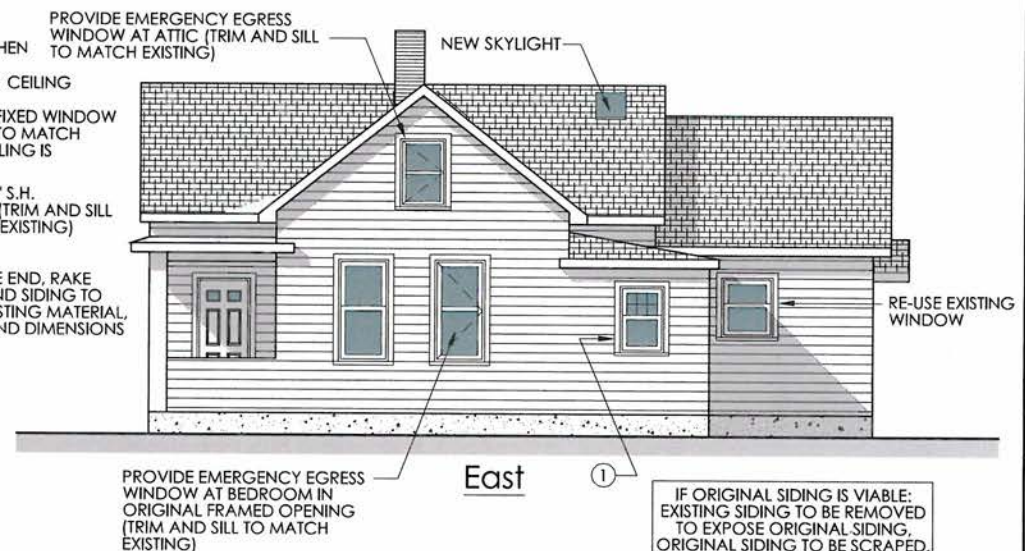 PROVIDE EMERGENCY EGRESS
WINDOW AT ATTIC (TRIM AND SILL
TO MATCH EXISTING)
HEN
CEILING
FIXED WINDOW
TO MATCH
LING IS
S.H.
(TRIM AND SILL
EXISTING)
E END, RAKE
ND SIDING TO
STING MATERIAL,
ND DIMENSIONS
NEW SKYLIGHT
RE-USE EXISTING
WINDOW
PROVIDE EMERGENCY EGRESS
WINDOW AT BEDROOM IN
ORIGINAL FRAMED OPENING
(TRIM AND SILL TO MATCH
EXISTING)
East
1
IF ORIGINAL SIDING IS VIABLE:
EXISTING SIDING TO BE REMOVED
TO EXPOSE ORIGINAL SIDING,
ORIGINAL SIDING TO BE SCRAPED,